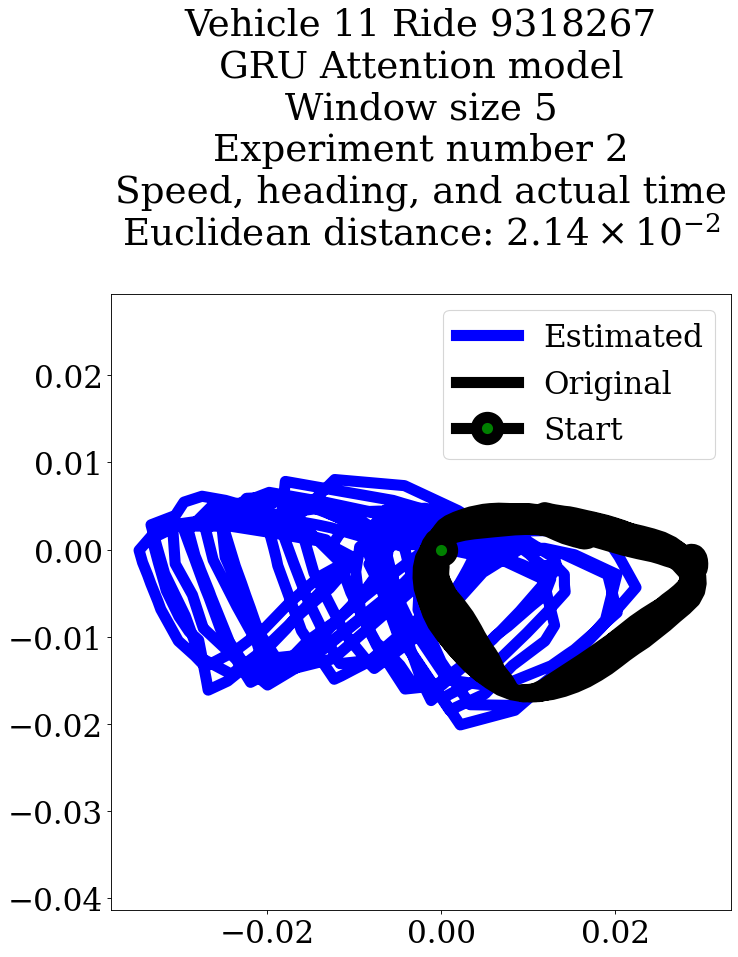 Vehicle 11 Ride 9318267
GRU Attention model
Window size 5
Experiment number 2
Speed, heading, and actual time
Euclidean distance: 2.14 × 10⁻²
Estimated
Original
Start
0.02
0.01
0.00
−0.01
−0.02
−0.03
−0.04
−0.02 0.00 0.02